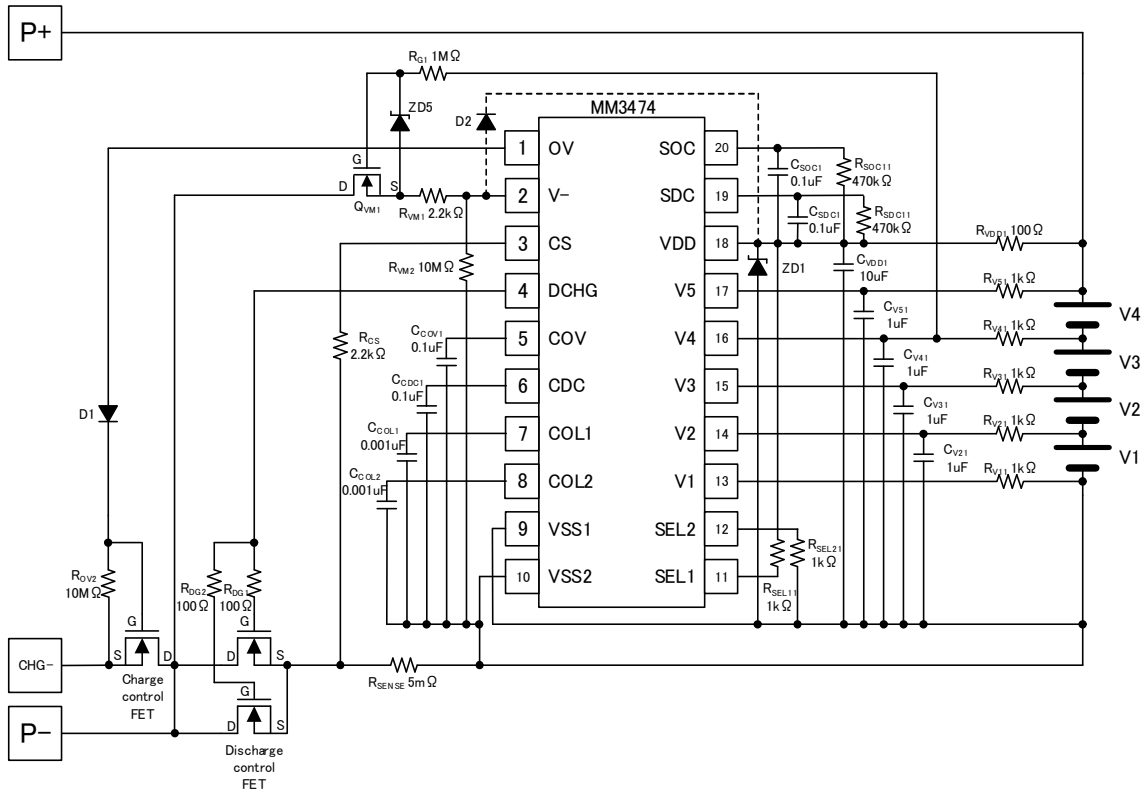 P+
RG1 1MΩ
ZD5
D2
MM3474
1 OV
SOC 20
CSOC1
0.1uF
RSOC11
470kΩ
G
D
S
QVM1
RVM1 2.2kΩ
2 V-
SDC 19
CSDC1
0.1uF
RSDC11
470kΩ
3 CS
VDD 18
RVDD1 100Ω
RVM2 10MΩ
ZD1
CVDD1
10uF
4 DCHG
V5 17
RV51 1kΩ
CV51
1uF
V4
RCS
2.2kΩ
CCOV1
0.1uF
5 COV
V4 16
RV41 1kΩ
CV41
1uF
V3
CCDC1
0.1uF
6 CDC
V3 15
RV31 1kΩ
CV31
1uF
V2
D1
CCOL1
0.001uF
7 COL1
V2 14
RV21 1kΩ
CV21
1uF
V1
CCOL2
0.001uF
8 COL2
V1 13
RV11 1kΩ
9 VSS1
SEL2 12
RSEL21
1kΩ
10 VSS2
SEL1 11
RSEL11
1kΩ
ROV2
10MΩ
RDG2
100Ω
RDG1
100Ω
G
G
CHG-
S
D
D
S
RSENSE 5mΩ
Charge
control
FET
G
P-
D
S
Discharge
control
FET